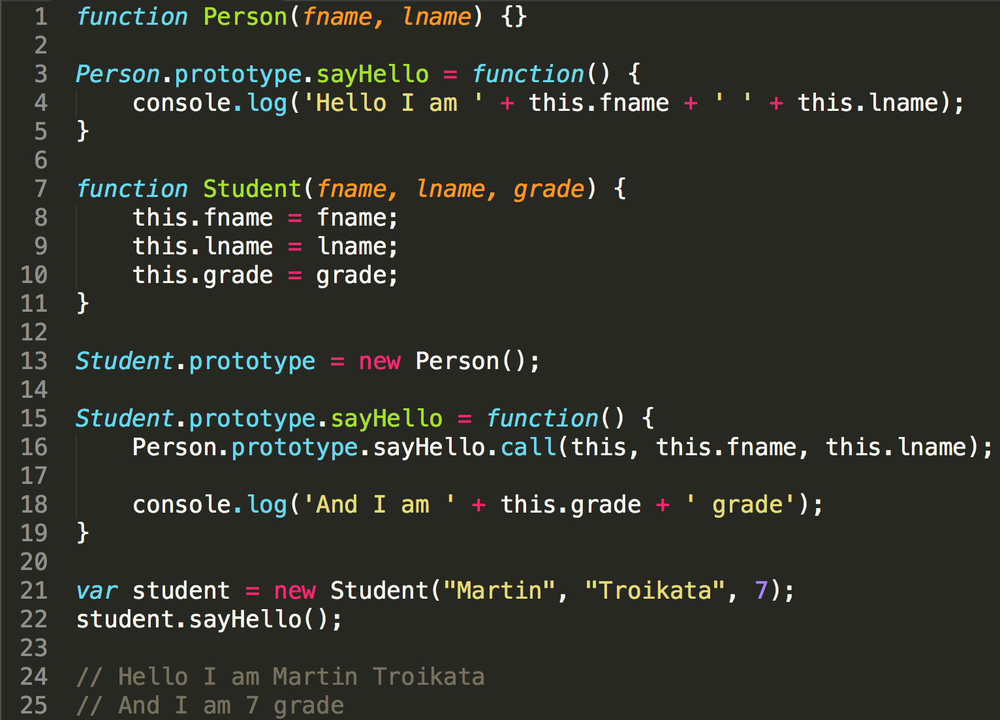 1 function Person(fname, lname) {}
2
3 Person.prototype.sayHello = function() {
4     console.log('Hello I am ' + this.fname + ' ' + this.lname);
5 }
6
7 function Student(fname, lname, grade) {
8     this.fname = fname;
9     this.lname = lname;
10     this.grade = grade;
11 }
12
13 Student.prototype = new Person();
14
15 Student.prototype.sayHello = function() {
16     Person.prototype.sayHello.call(this, this.fname, this.lname);
17
18     console.log('And I am ' + this.grade + ' grade');
19 }
20
21 var student = new Student("Martin", "Troikata", 7);
22 student.sayHello();
23
24 // Hello I am Martin Troikata
25 // And I am 7 grade